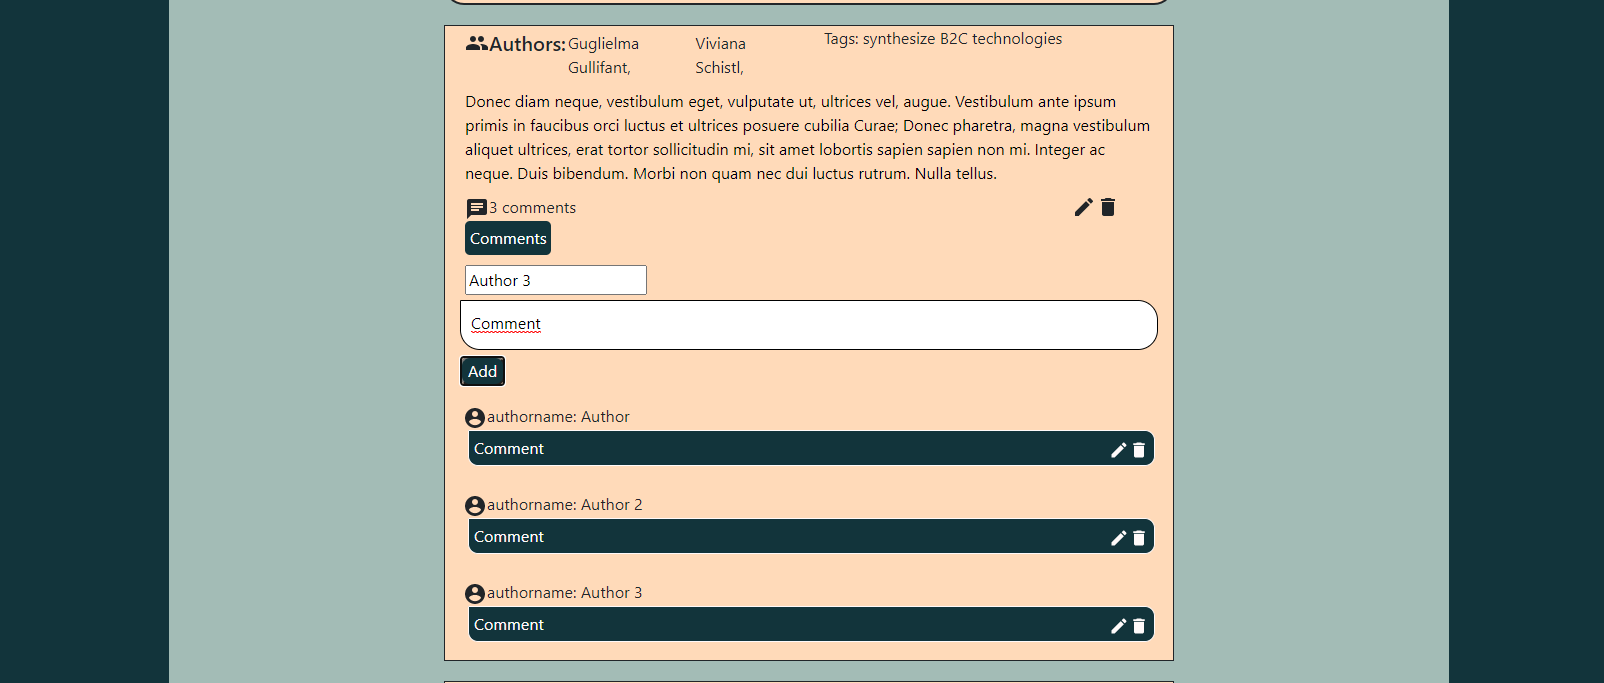 Authors: Guglielma Gullifant, Viviana Schistl, Tags: synthesize B2C technologies
Donec diam neque, vestibulum eget, vulputate ut, ultrices vel, augue. Vestibulum ante ipsum
primis in faucibus orci luctus et ultrices posuere cubilia Curae; Donec pharetra, magna vestibulum
aliquet ultrices, erat tortor sollicitudin mi, sit amet lobortis sapien sapien non mi. Integer ac
neque. Duis bibendum. Morbi non quam nec dui luctus rutrum. Nulla tellus.
3 comments
Comments
Author 3
Comment
Add
authorname: Author
Comment
authorname: Author 2
Comment
authorname: Author 3
Comment